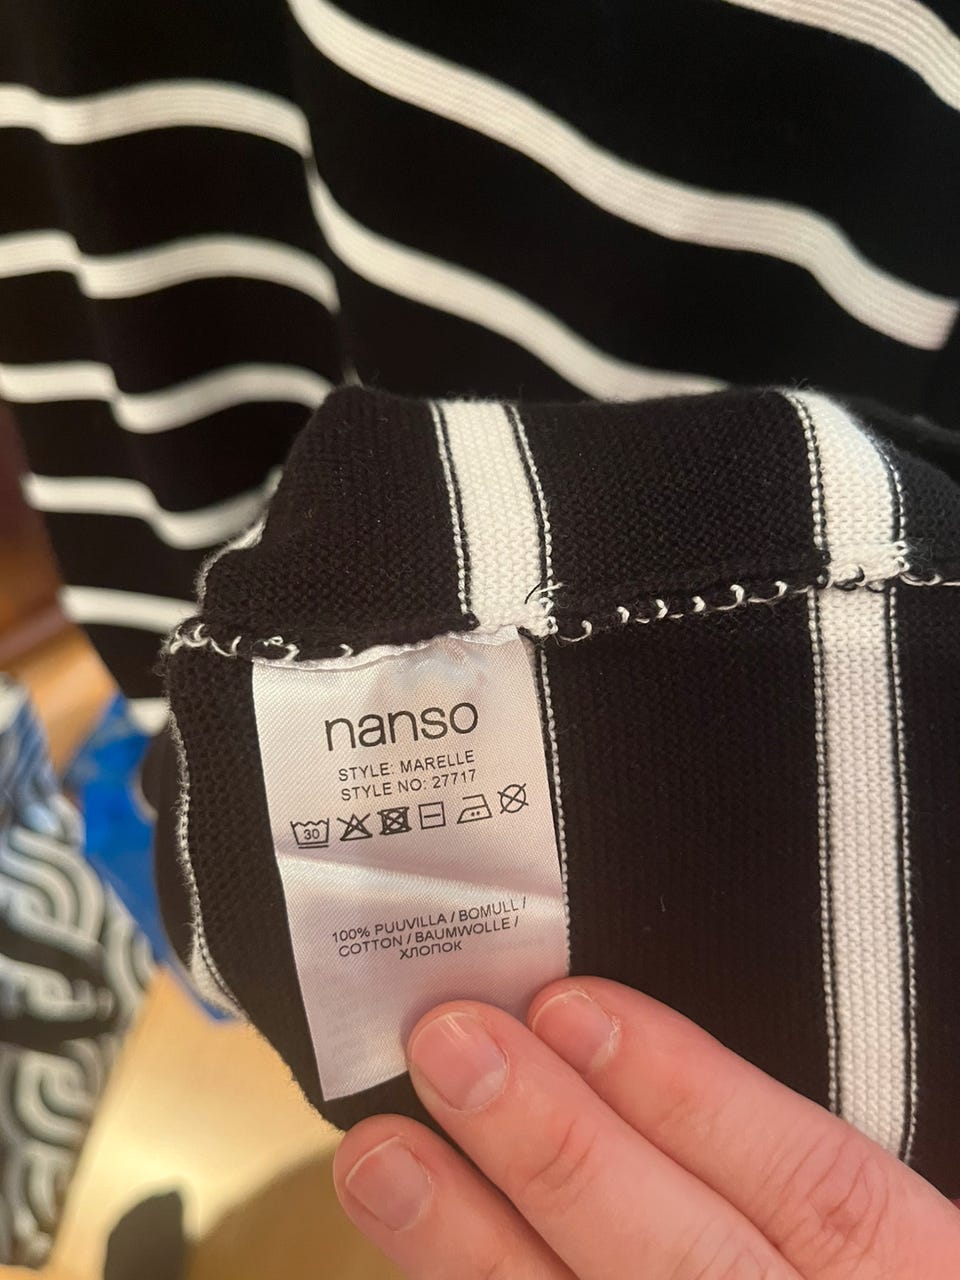 nanso
STYLE: MARELLE
STYLE NO: 27717
30
100% PUUVILLA / BOMULL /
COTTON / BAUMWOLLE /
ХЛОПОК